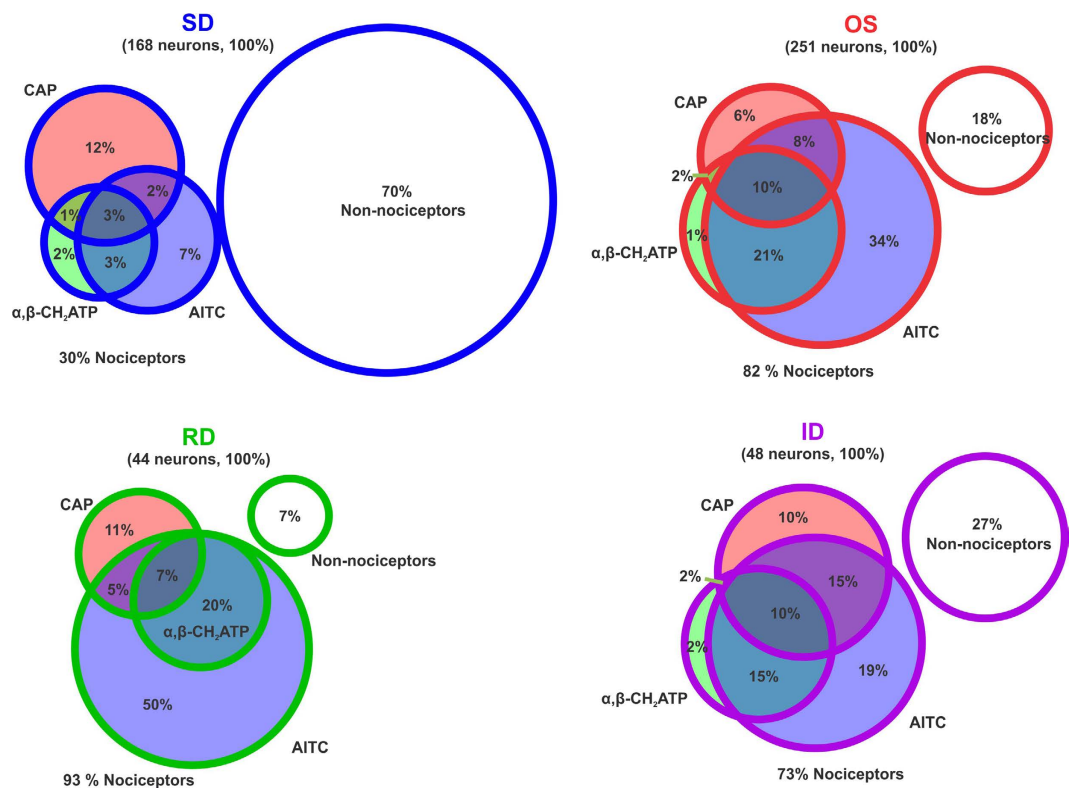 SD
(168 neurons, 100%)
CAP
12%
2%
1%
3%
2%
3%
7%
α,β-CH₂ATP
AITC
30% Nociceptors
70%
Non-nociceptors
OS
(251 neurons, 100%)
CAP
6%
8%
2%
10%
1%
21%
34%
α,β-CH₂ATP
AITC
82 % Nociceptors
18%
Non-nociceptors
RD
(44 neurons, 100%)
CAP
11%
7%
5%
20%
α,β-CH₂ATP
50%
AITC
93 % Nociceptors
7%
Non-nociceptors
ID
(48 neurons, 100%)
CAP
10%
15%
2%
10%
2%
15%
19%
α,β-CH₂ATP
AITC
73% Nociceptors
27%
Non-nociceptors